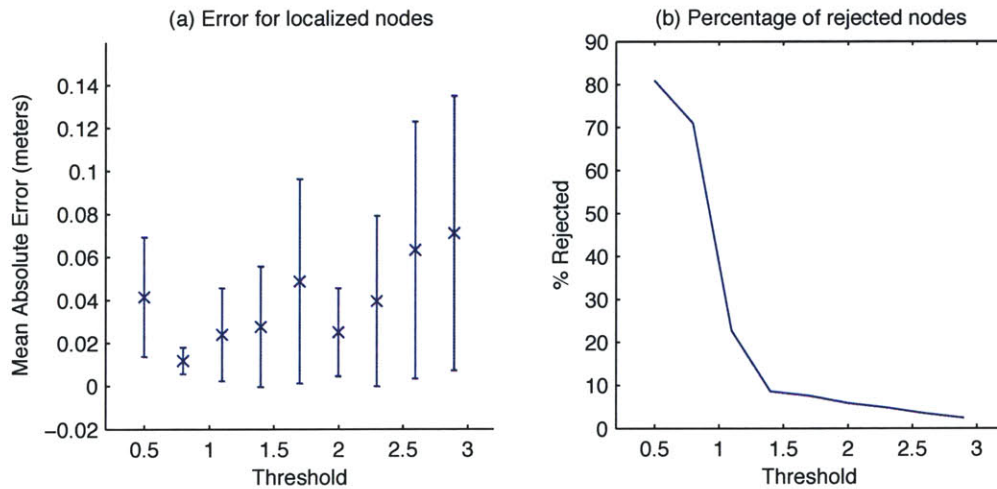 (a) Error for localized nodes
Mean Absolute Error (meters)
0.14
0.12
0.1
0.08
0.06
0.04
0.02
0
−0.02
0.5 1 1.5 2 2.5 3
Threshold
(b) Percentage of rejected nodes
% Rejected
90
80
70
60
50
40
30
20
10
0
0.5 1 1.5 2 2.5 3
Threshold